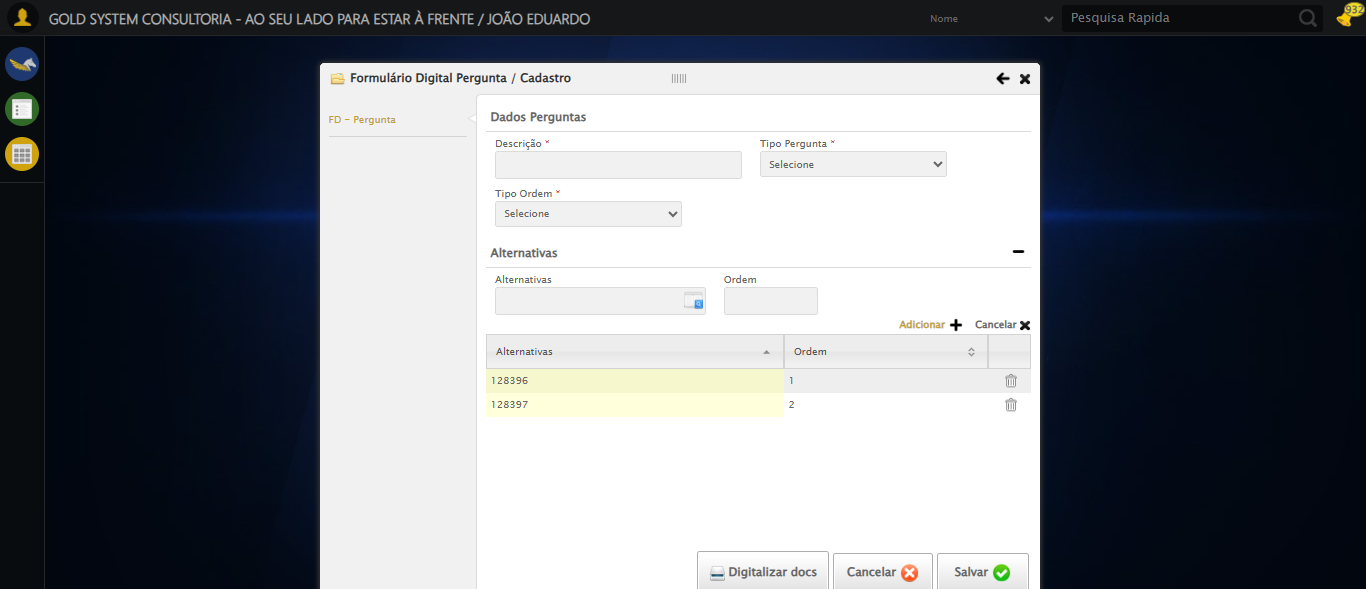 GOLD SYSTEM CONSULTORIA - AO SEU LADO PARA ESTAR À FRENTE / JOÃO EDUARDO
Nome
Pesquisa Rapida
932
Formulário Digital Pergunta / Cadastro
FD - Pergunta
Dados Perguntas
Descrição *
Tipo Pergunta *
Selecione
Tipo Ordem *
Selecione
Alternativas
Alternativas
Ordem
Adicionar
Cancelar
Alternativas
Ordem
128396
1
128397
2
Digitalizar docs
Cancelar
Salvar